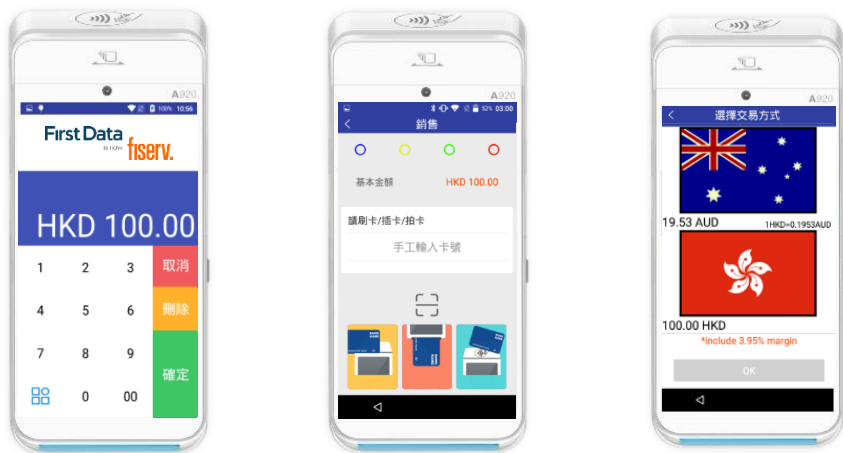 A920
100% 10:56
First Data
is now fiserv.
HKD 100.00
1 2 3 取消
4 5 6 刪除
7 8 9 確定
0 00
A920
52% 03:00
銷售
基本金額 HKD 100.00
請刷卡/插卡/拍卡
手工輸入卡號
A920
選擇交易方式
19.53 AUD 1HKD=0.1953AUD
100.00 HKD
*include 3.95% margin
OK